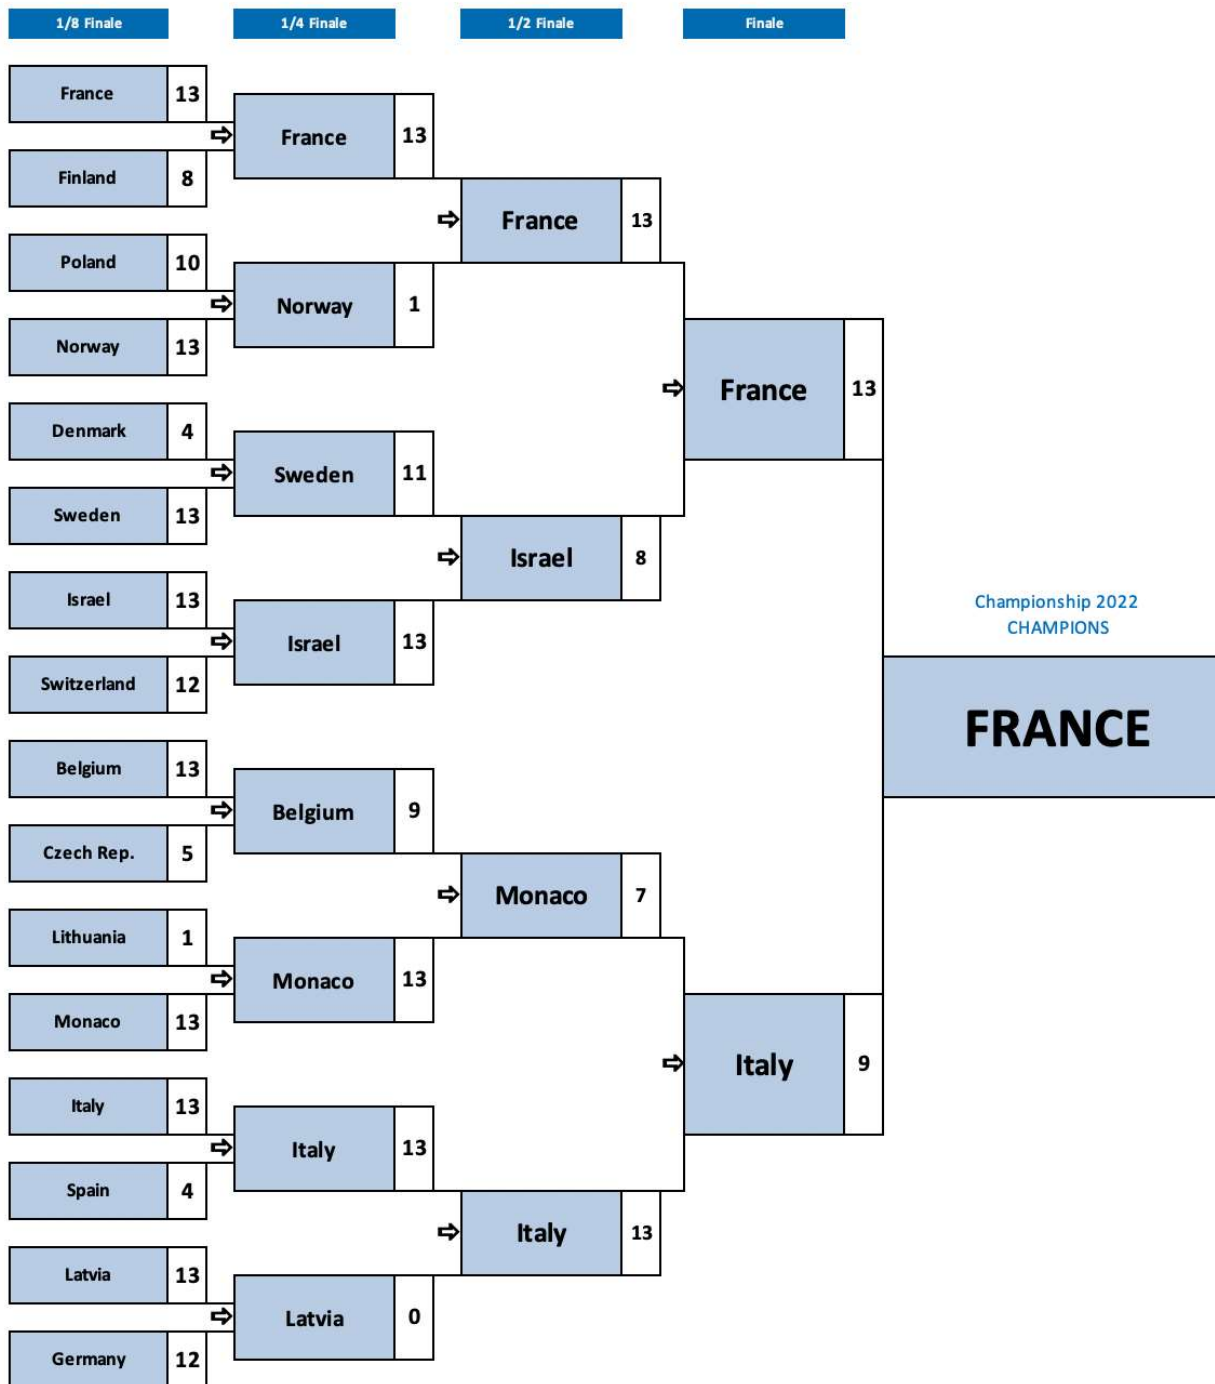 1/8 Finale
1/4 Finale
1/2 Finale
Finale
France 13
Finland 8
Poland 10
Norway 13
Denmark 4
Sweden 13
Israel 13
Switzerland 12
Belgium 13
Czech Rep. 5
Lithuania 1
Monaco 13
Italy 13
Spain 4
Latvia 13
Germany 12
France 13
Norway 1
Sweden 11
Israel 13
Belgium 9
Monaco 13
Italy 13
Latvia 0
France 13
Israel 8
Monaco 7
Italy 13
France 13
Italy 9
Championship 2022
CHAMPIONS
FRANCE